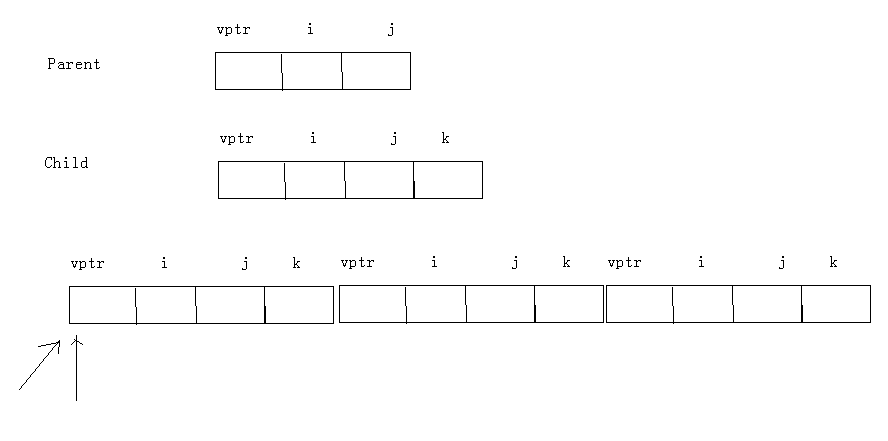 vptr i j
Parent
vptr i j k
Child
vptr i j k vptr i j k vptr i j k